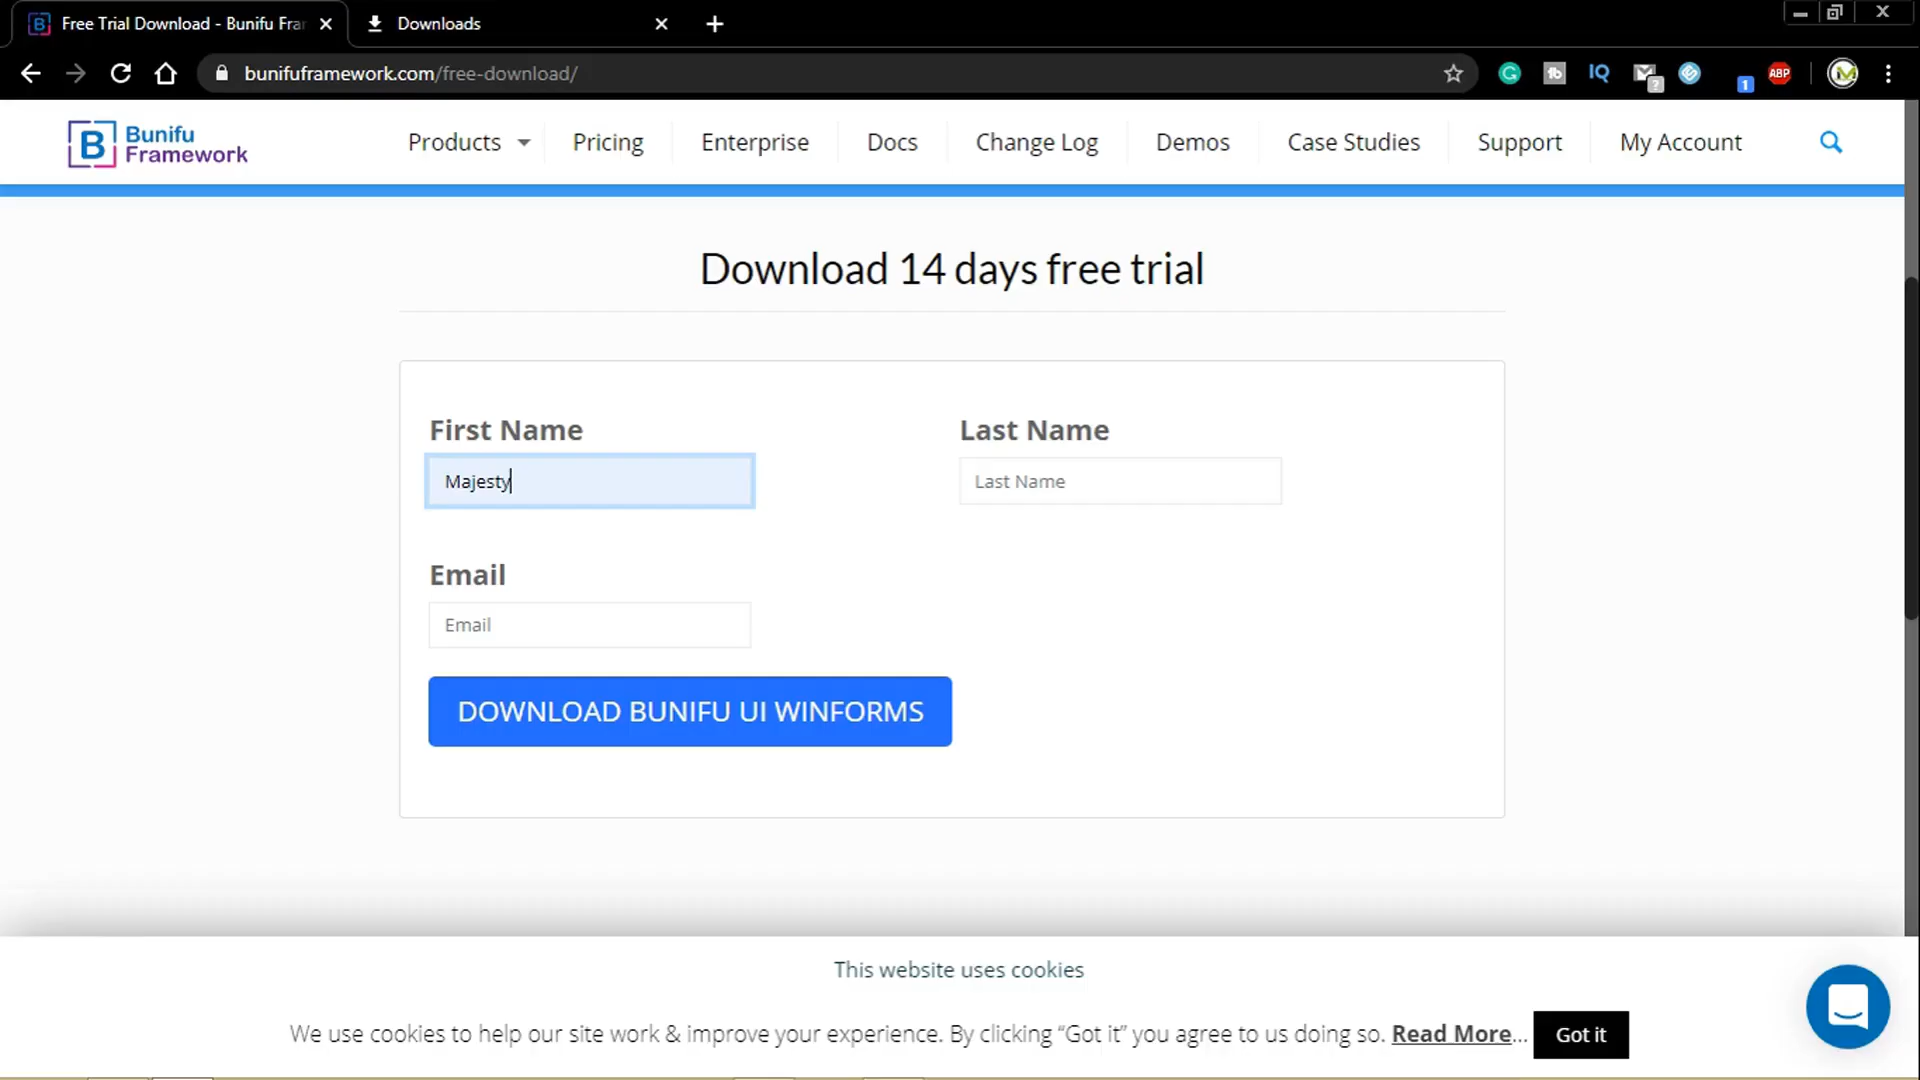 Free Trial Download - Bunifu Fra
Downloads
bunifuframework.com/free-download/
IQ
ABP
1
?
B Bunifu Framework
Products
Pricing
Enterprise
Docs
Change Log
Demos
Case Studies
Support
My Account
Download 14 days free trial
First Name
Last Name
Majesty
Last Name
Email
Email
DOWNLOAD BUNIFU UI WINFORMS
This website uses cookies
We use cookies to help our site work & improve your experience. By clicking “Got it” you agree to us doing so. Read More...
Got it